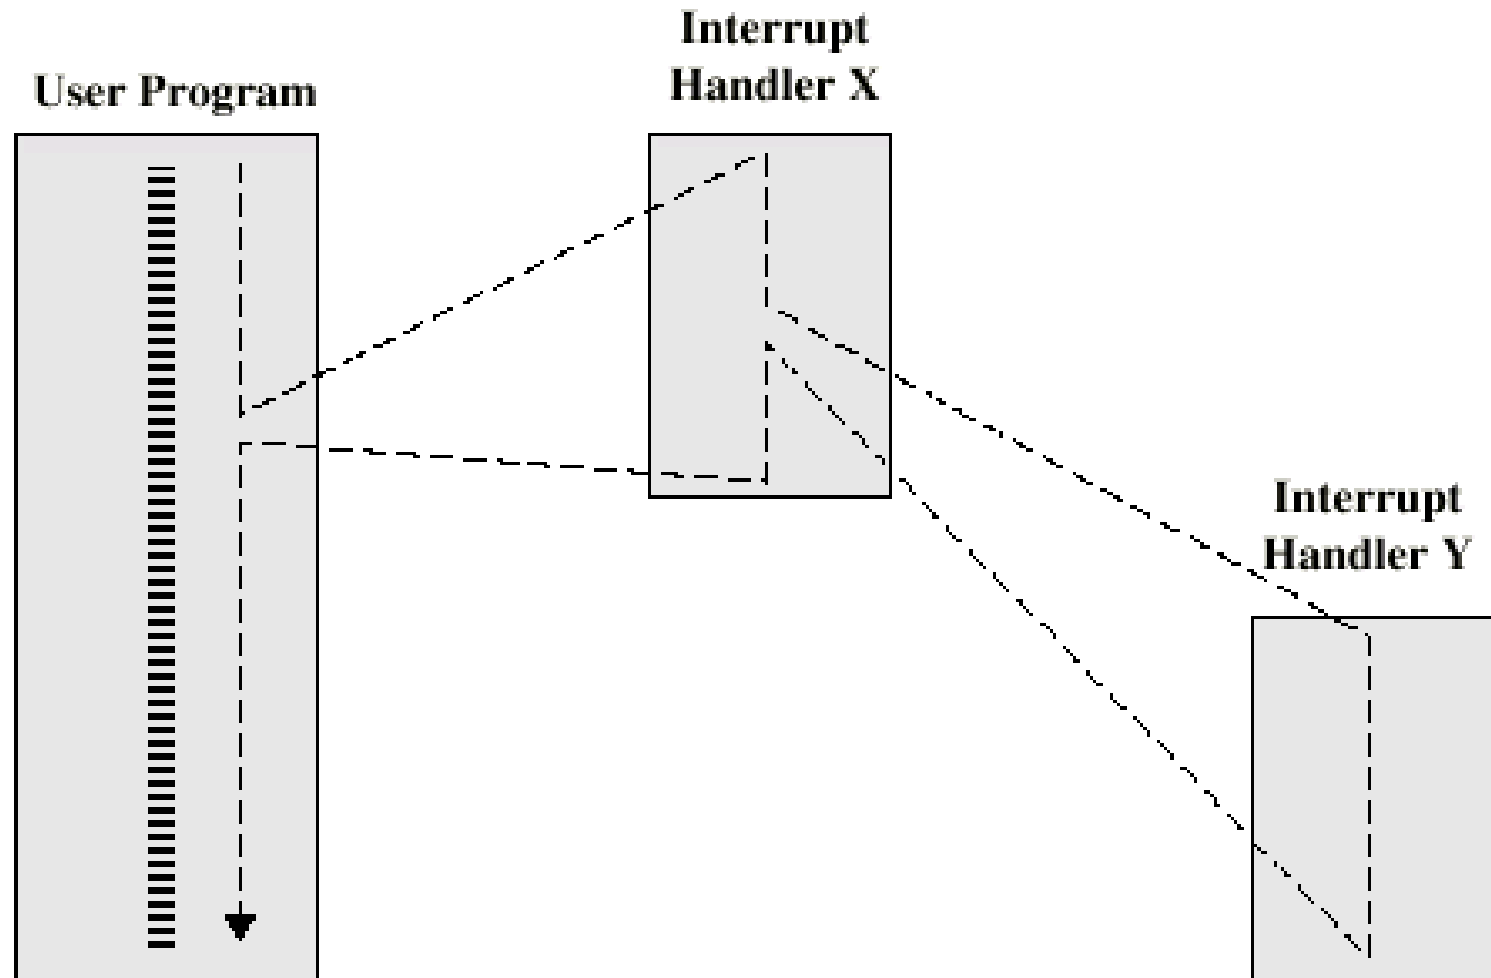 User Program
Interrupt
Handler X
Interrupt
Handler Y